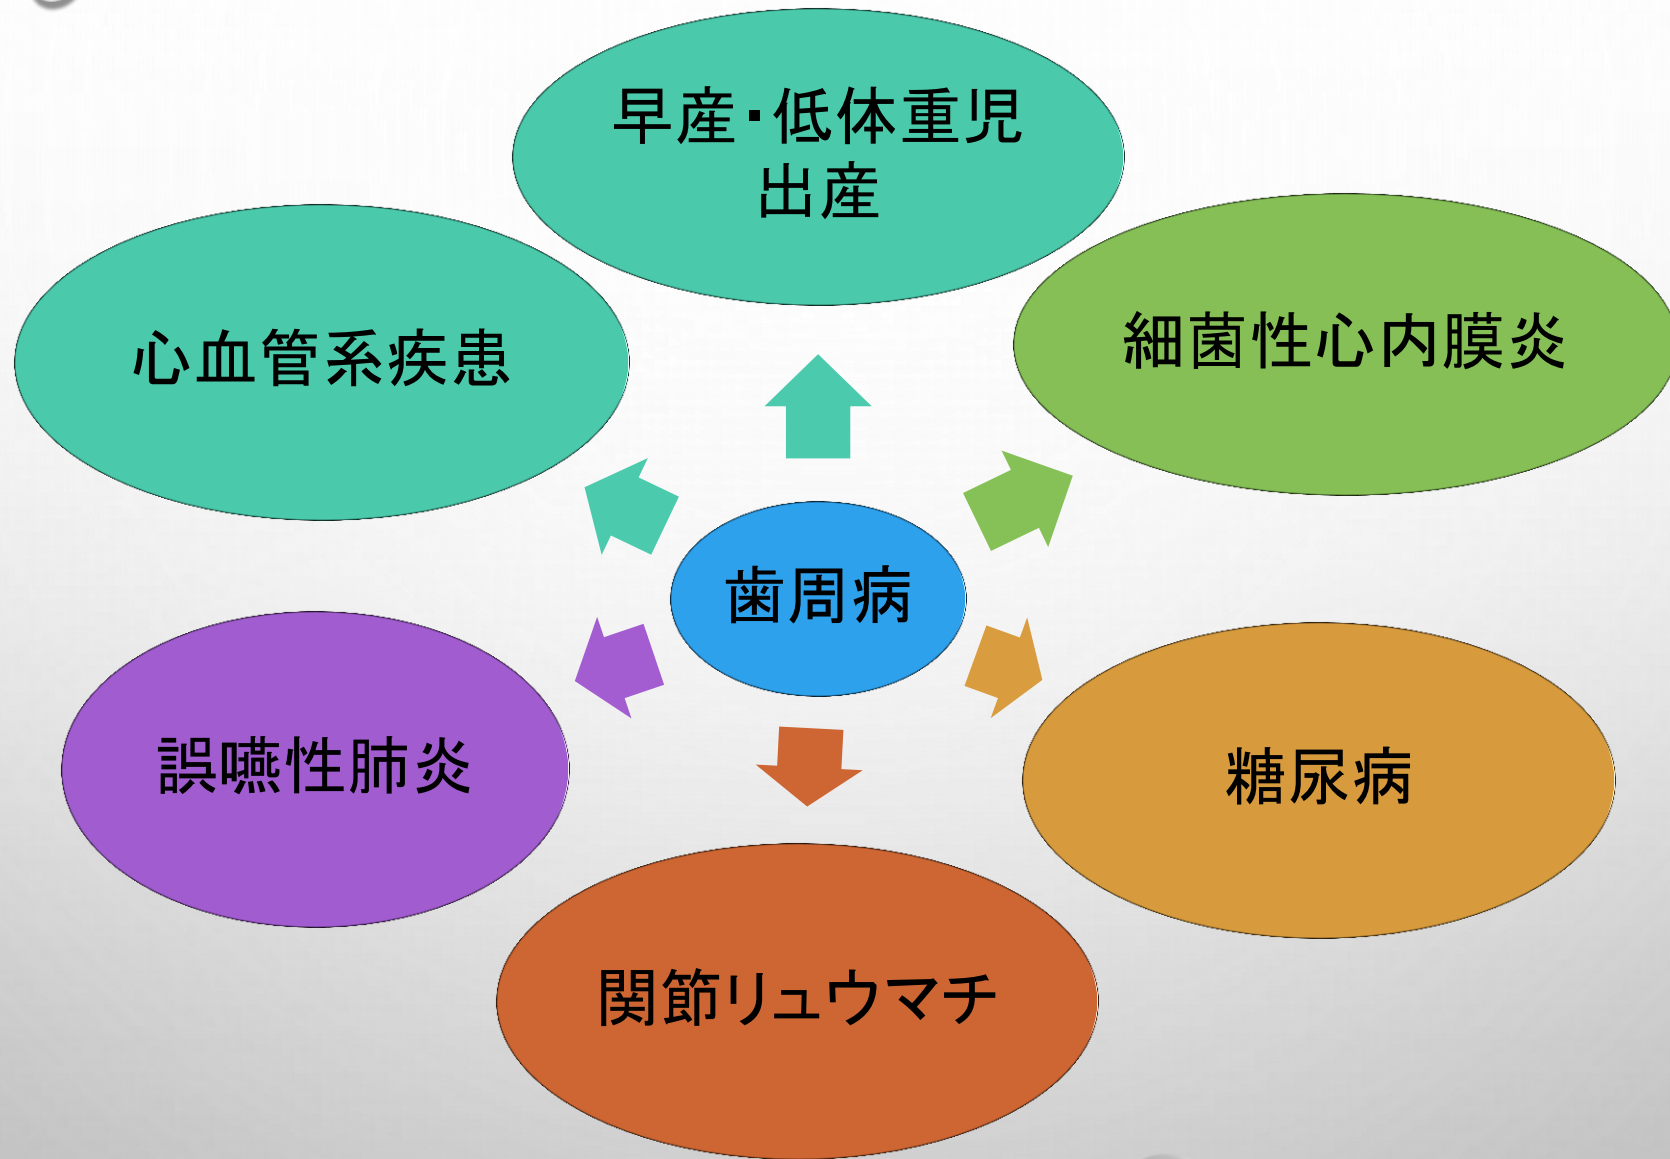 早産・低体重児
出産
心血管系疾患
細菌性心内膜炎
歯周病
誤嚥性肺炎
糖尿病
関節リュウマチ